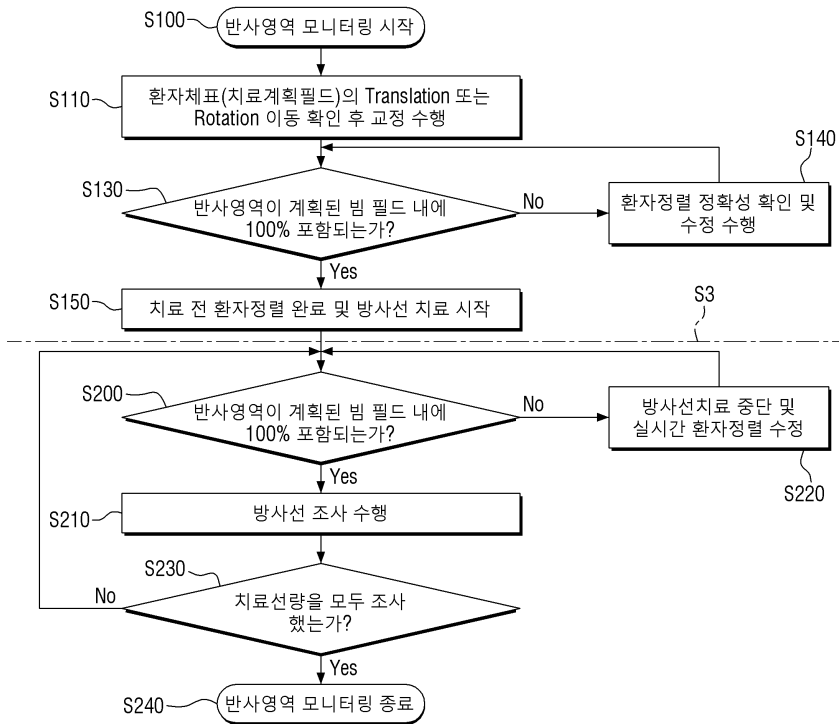 S100
반사영역 모니터링 시작
S110
환자체표(치료계획필드)의 Translation 또는
Rotation 이동 확인 후 교정 수행
S140
S130
반사영역이 계획된 빔 필드 내에
100% 포함되는가?
No
환자정렬 정확성 확인 및
수정 수행
Yes
S150
치료 전 환자정렬 완료 및 방사선 치료 시작
S3
S200
반사영역이 계획된 빔 필드 내에
100% 포함되는가?
No
방사선치료 중단 및
실시간 환자정렬 수정
S220
Yes
S210
방사선 조사 수행
S230
No
치료선량을 모두 조사
했는가?
Yes
S240
반사영역 모니터링 종료